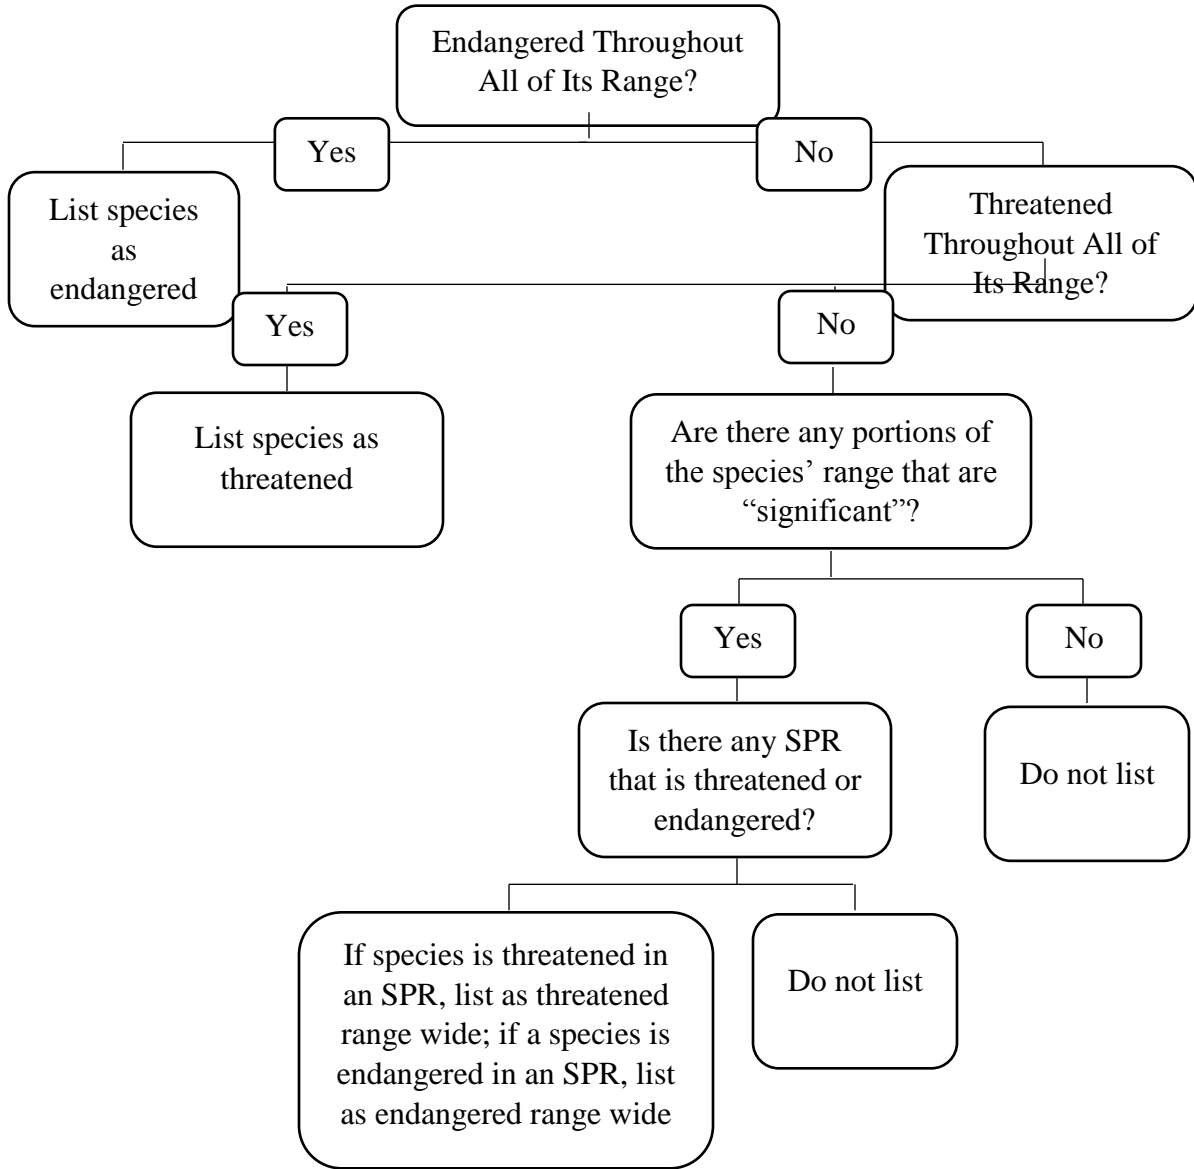 Endangered Throughout
All of Its Range?
Yes
No
List species
as
endangered
Threatened
Throughout All of
Its Range?
Yes
No
List species as
threatened
Are there any portions of
the species’ range that are
“significant”?
Yes
No
Is there any SPR
that is threatened or
endangered?
Do not list
If species is threatened in
an SPR, list as threatened
range wide; if a species is
endangered in an SPR, list
as endangered range wide
Do not list